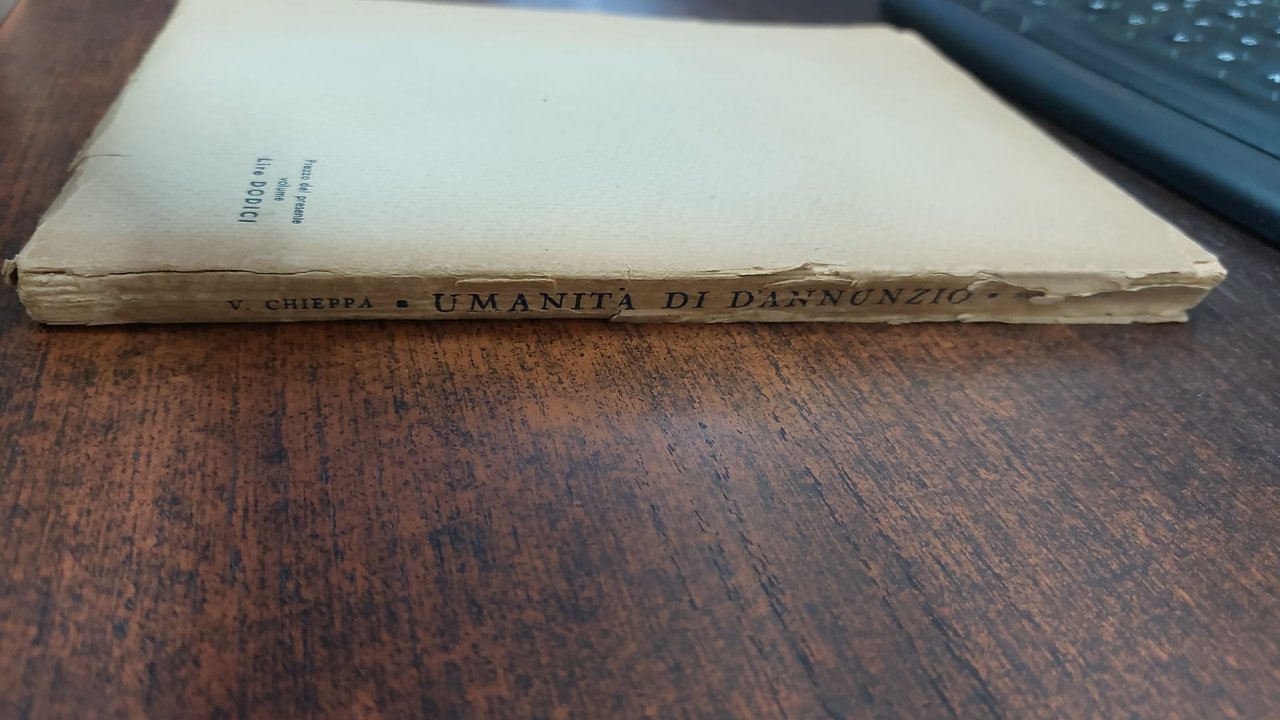 Prezzo del presente
volume
Lire DODICI
V. CHIEPPA ▪ UMANITÀ DI DANNUNZIO ▪